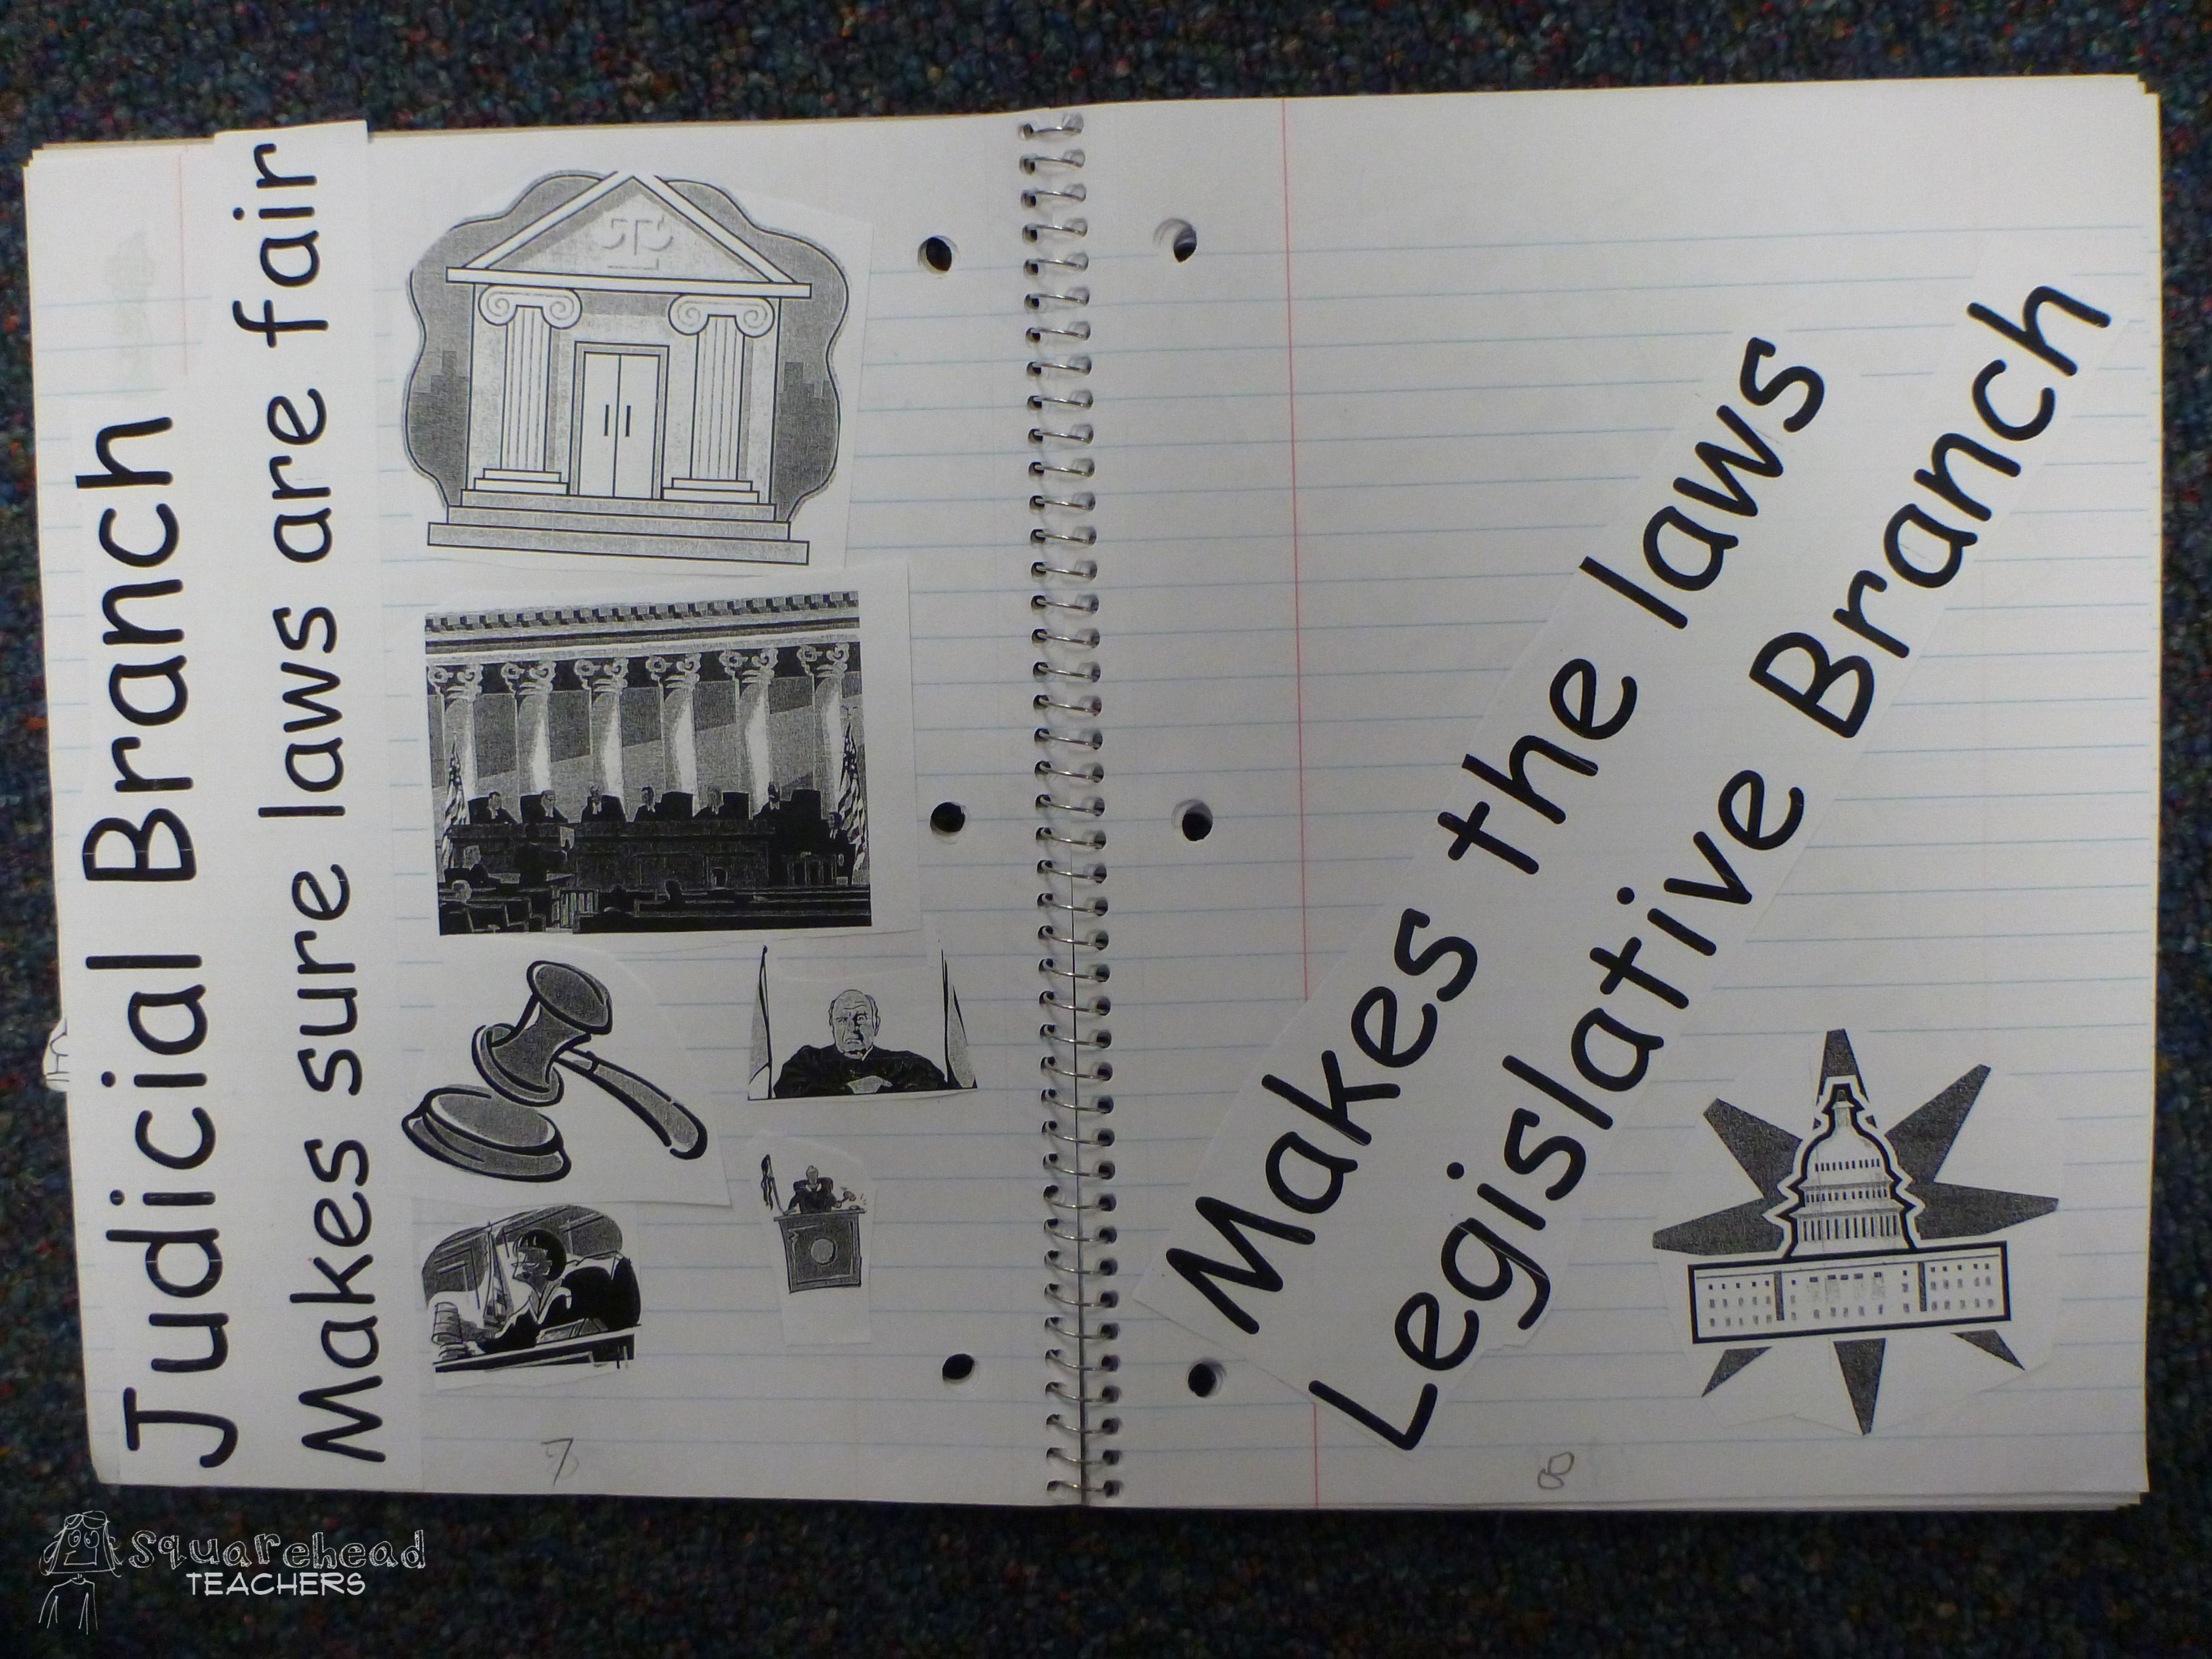 Judicial Branch
Makes sure laws are fair
7
Makes the laws
Legislative Branch
8
Squarehead
TEACHERS